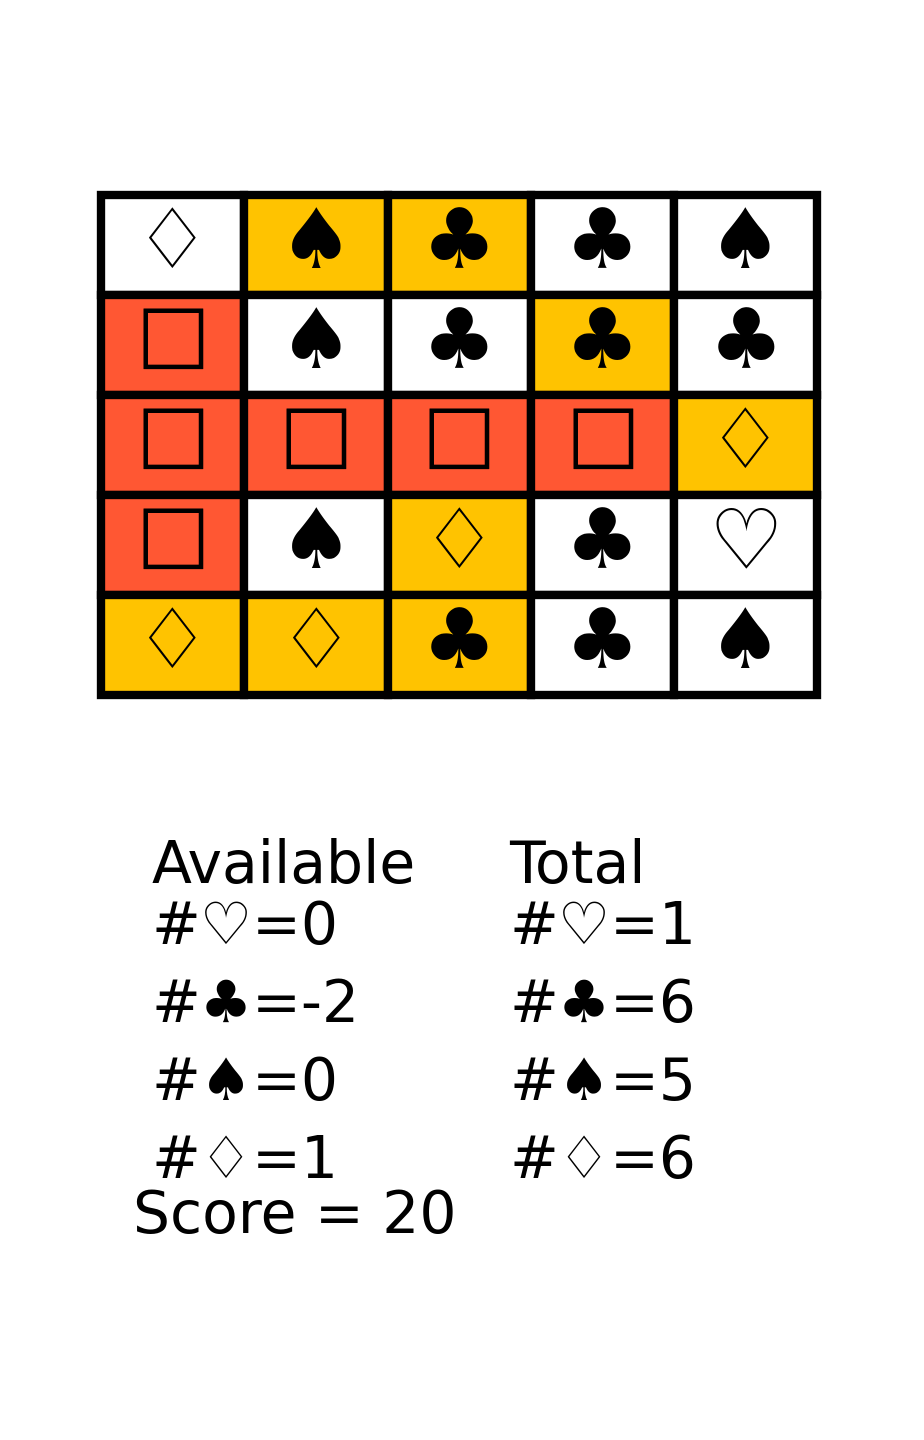 ♢ ♠ ♣ ♣ ♠
□ ♠ ♣ ♣ ♣
□ □ □ □ ♢
□ ♠ ♢ ♣ ♡
♢ ♢ ♣ ♣ ♠
Available Total
#♡=0 #♡=1
#♣=-2 #♣=6
#♠=0 #♠=5
#♢=1 #♢=6
Score = 20